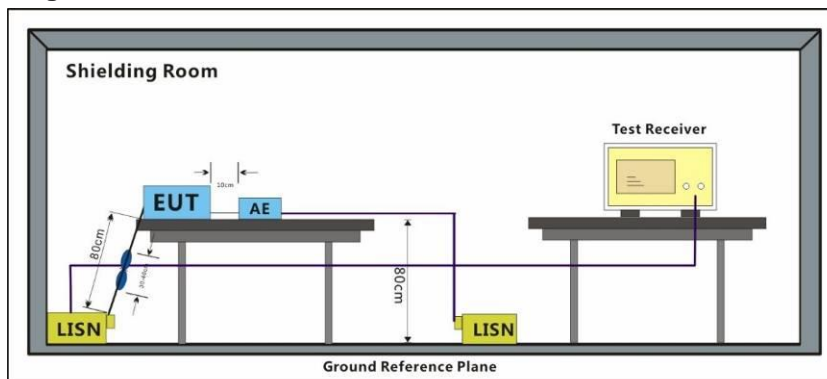 Shielding Room
Test Receiver
10cm
EUT
AE
80cm
80cm
LISN
LISN
Ground Reference Plane